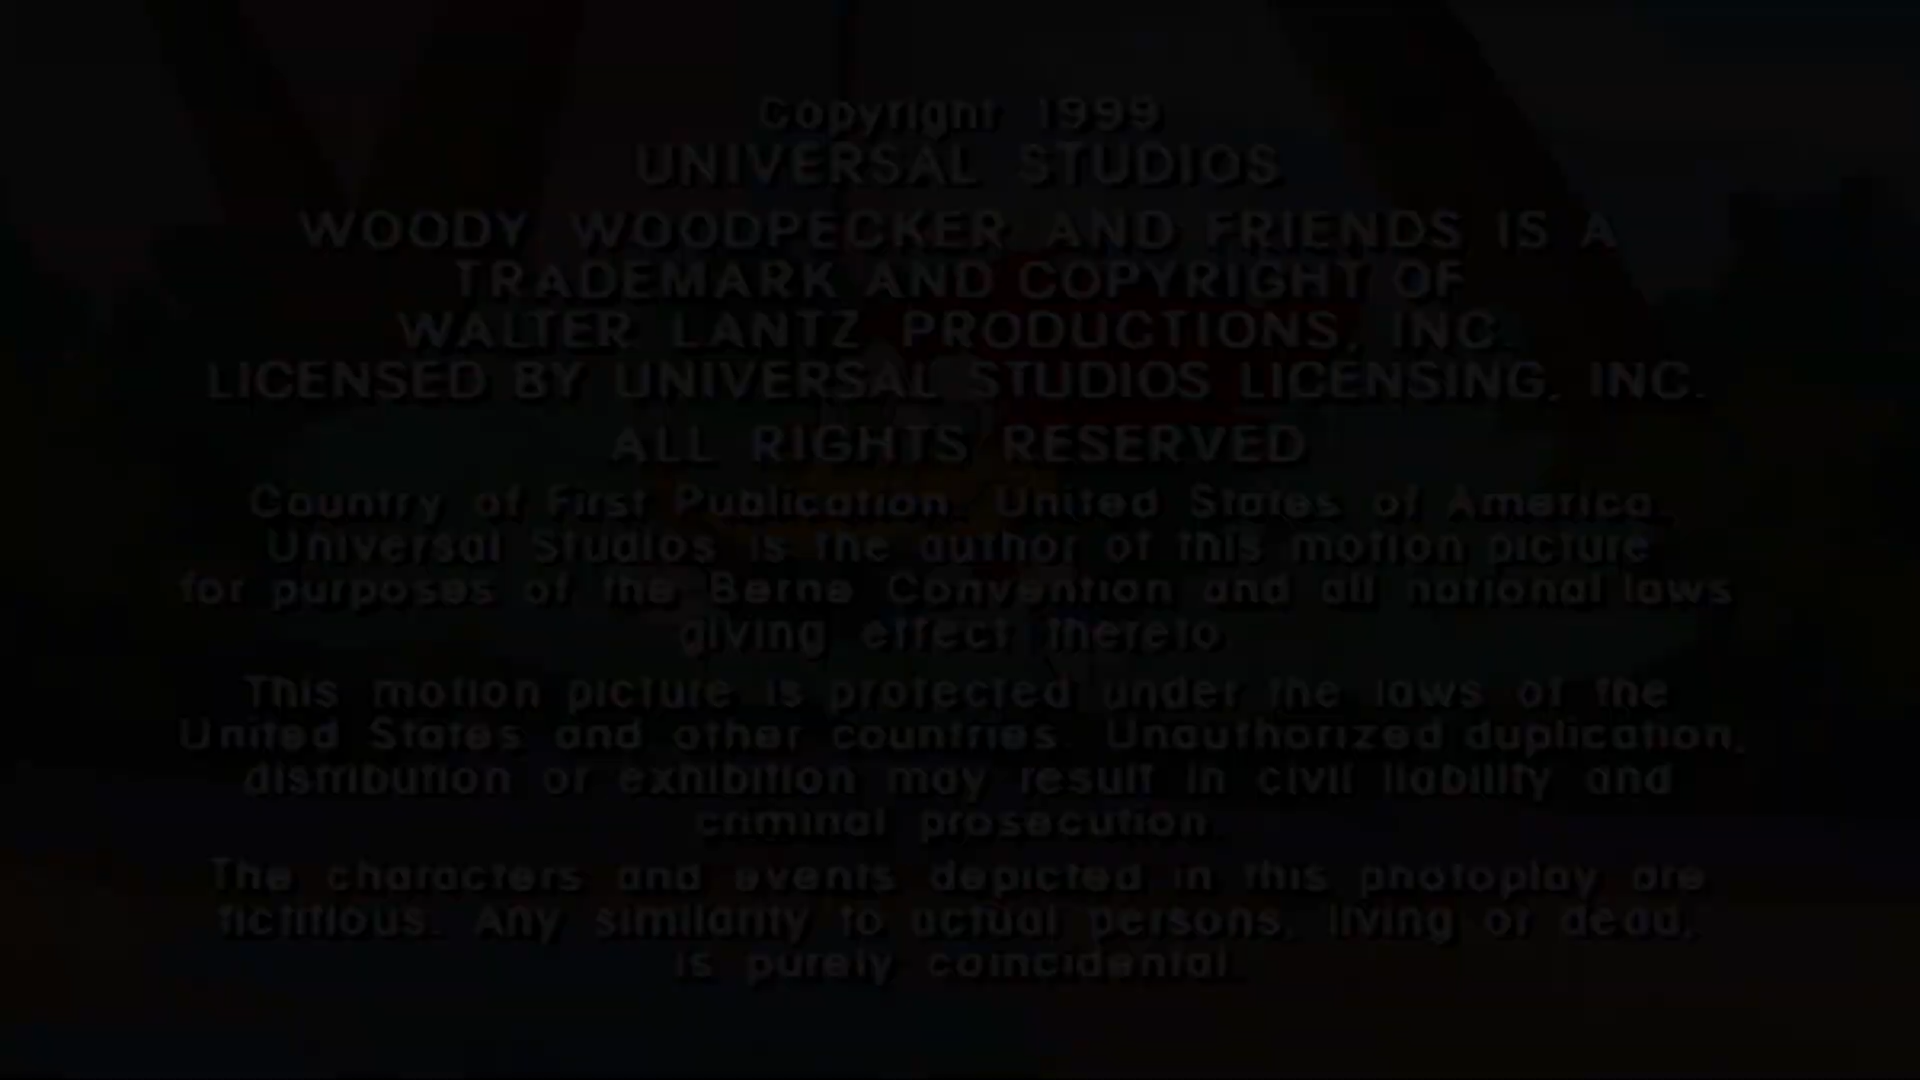 Copyright 1999
UNIVERSAL STUDIOS
WOODY WOODPECKER AND FRIENDS IS A
TRADEMARK AND COPYRIGHT OF
WALTER LANTZ PRODUCTIONS, INC.
LICENSED BY UNIVERSAL STUDIOS LICENSING, INC.
ALL RIGHTS RESERVED
Country of First Publication. United States of America.
Universal Studios is the author of this motion picture
for purposes of the Berne Convention and all national laws
giving effect thereto
This motion picture is protected under the laws of the
United States and other countries. Unauthorized duplication,
distribution or exhibition may result in civil liability and
criminal prosecution.
The characters and events depicted in this photoplay are
fictitious. Any similarity to actual persons, living or dead,
is purely coincidental.